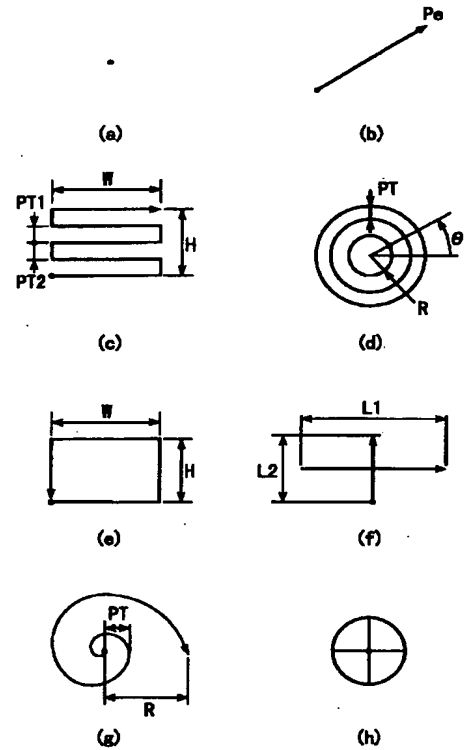 Pe
(a)
(b)
W
PT1
H
PT2
(c)
PT
θ
R
(d)
W
H
(e)
L1
L2
(f)
PT
R
(g)
(h)